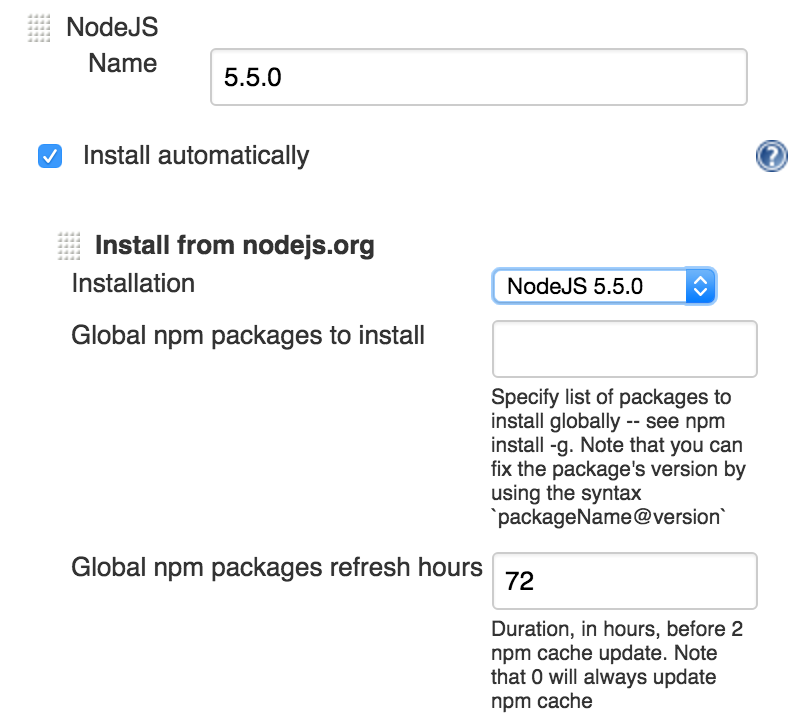 NodeJS
Name
5.5.0
Install automatically
?
Install from nodejs.org
Installation
NodeJS 5.5.0
Global npm packages to install
Specify list of packages to
install globally -- see npm
install -g. Note that you can
fix the package's version by
using the syntax
`packageName@version`
Global npm packages refresh hours
72
Duration, in hours, before 2
npm cache update. Note
that 0 will always update
npm cache